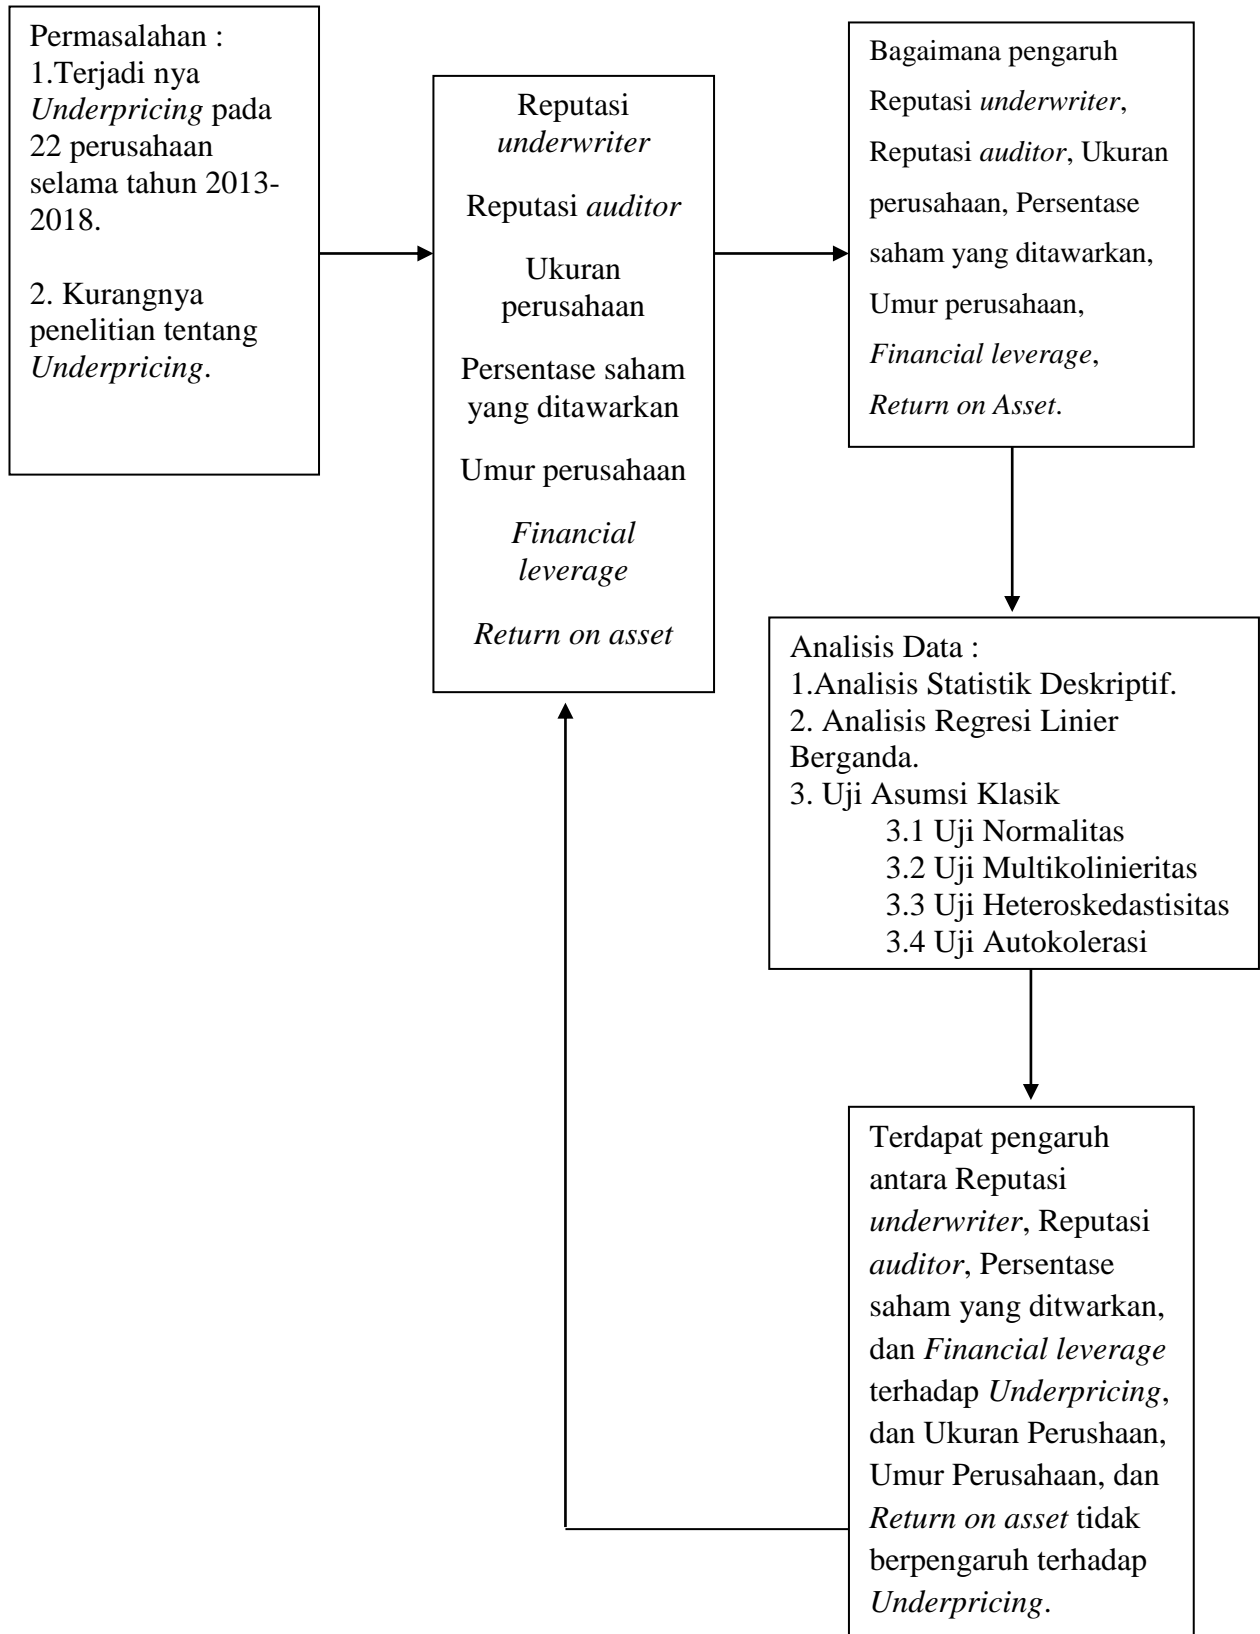 Permasalahan :
1.Terjadi nya
Underpricing pada
22 perusahaan
selama tahun 2013-
2018.
2. Kurangnya
penelitian tentang
Underpricing.
Reputasi
underwriter
Reputasi auditor
Ukuran
perusahaan
Persentase saham
yang ditawarkan
Umur perusahaan
Financial
leverage
Return on asset
Bagaimana pengaruh
Reputasi underwriter,
Reputasi auditor, Ukuran
perusahaan, Persentase
saham yang ditawarkan,
Umur perusahaan,
Financial leverage,
Return on Asset.
Analisis Data :
1.Analisis Statistik Deskriptif.
2. Analisis Regresi Linier
Berganda.
3. Uji Asumsi Klasik
3.1 Uji Normalitas
3.2 Uji Multikolinieritas
3.3 Uji Heteroskedastisitas
3.4 Uji Autokolerasi
Terdapat pengaruh
antara Reputasi
underwriter, Reputasi
auditor, Persentase
saham yang ditwarkan,
dan Financial leverage
terhadap Underpricing,
dan Ukuran Perushaan,
Umur Perusahaan, dan
Return on asset tidak
berpengaruh terhadap
Underpricing.